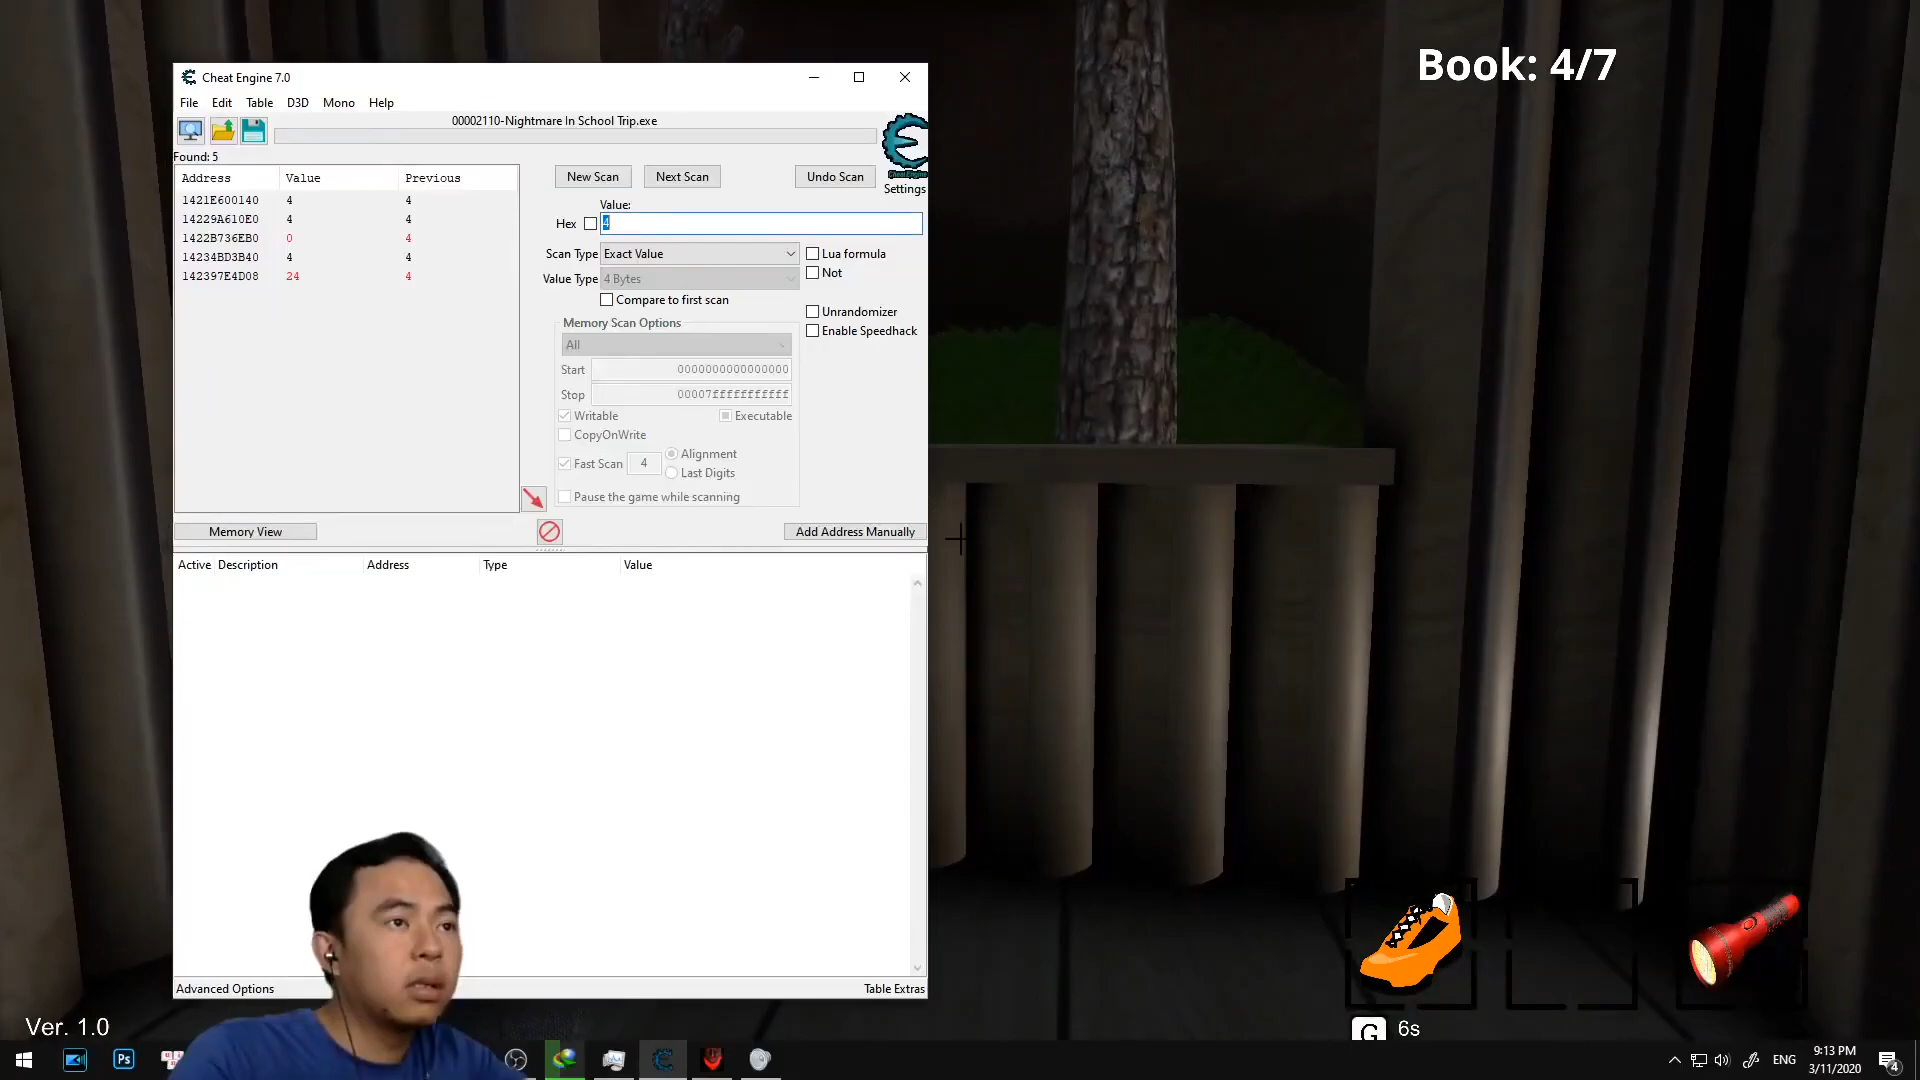 Book: 4/7
Cheat Engine 7.0
File Edit Table D3D Mono Help
00002110-Nightmare In School Trip.exe
Found: 5
Address Value Previous
1421E600140 4 4
14229A610E0 4 4
1422B736EB0 0 4
14234BD3B40 4 4
142397E4D08 24 4
New Scan Next Scan Undo Scan
Cheat Engine
Settings
Value:
Hex 4
Scan Type Exact Value
Lua formula
Not
Value Type 4 Bytes
Compare to first scan
Unrandomizer
Enable Speedhack
Memory Scan Options
All
Start 0000000000000000
Stop 00007fffffffffff
Writable Executable
CopyOnWrite
Fast Scan 4 Alignment
Last Digits
Pause the game while scanning
Memory View Add Address Manually
Active Description Address Type Value
Advanced Options Table Extras
Ver. 1.0
G 6s
Ps
ENG
9:13 PM
3/11/2020
4